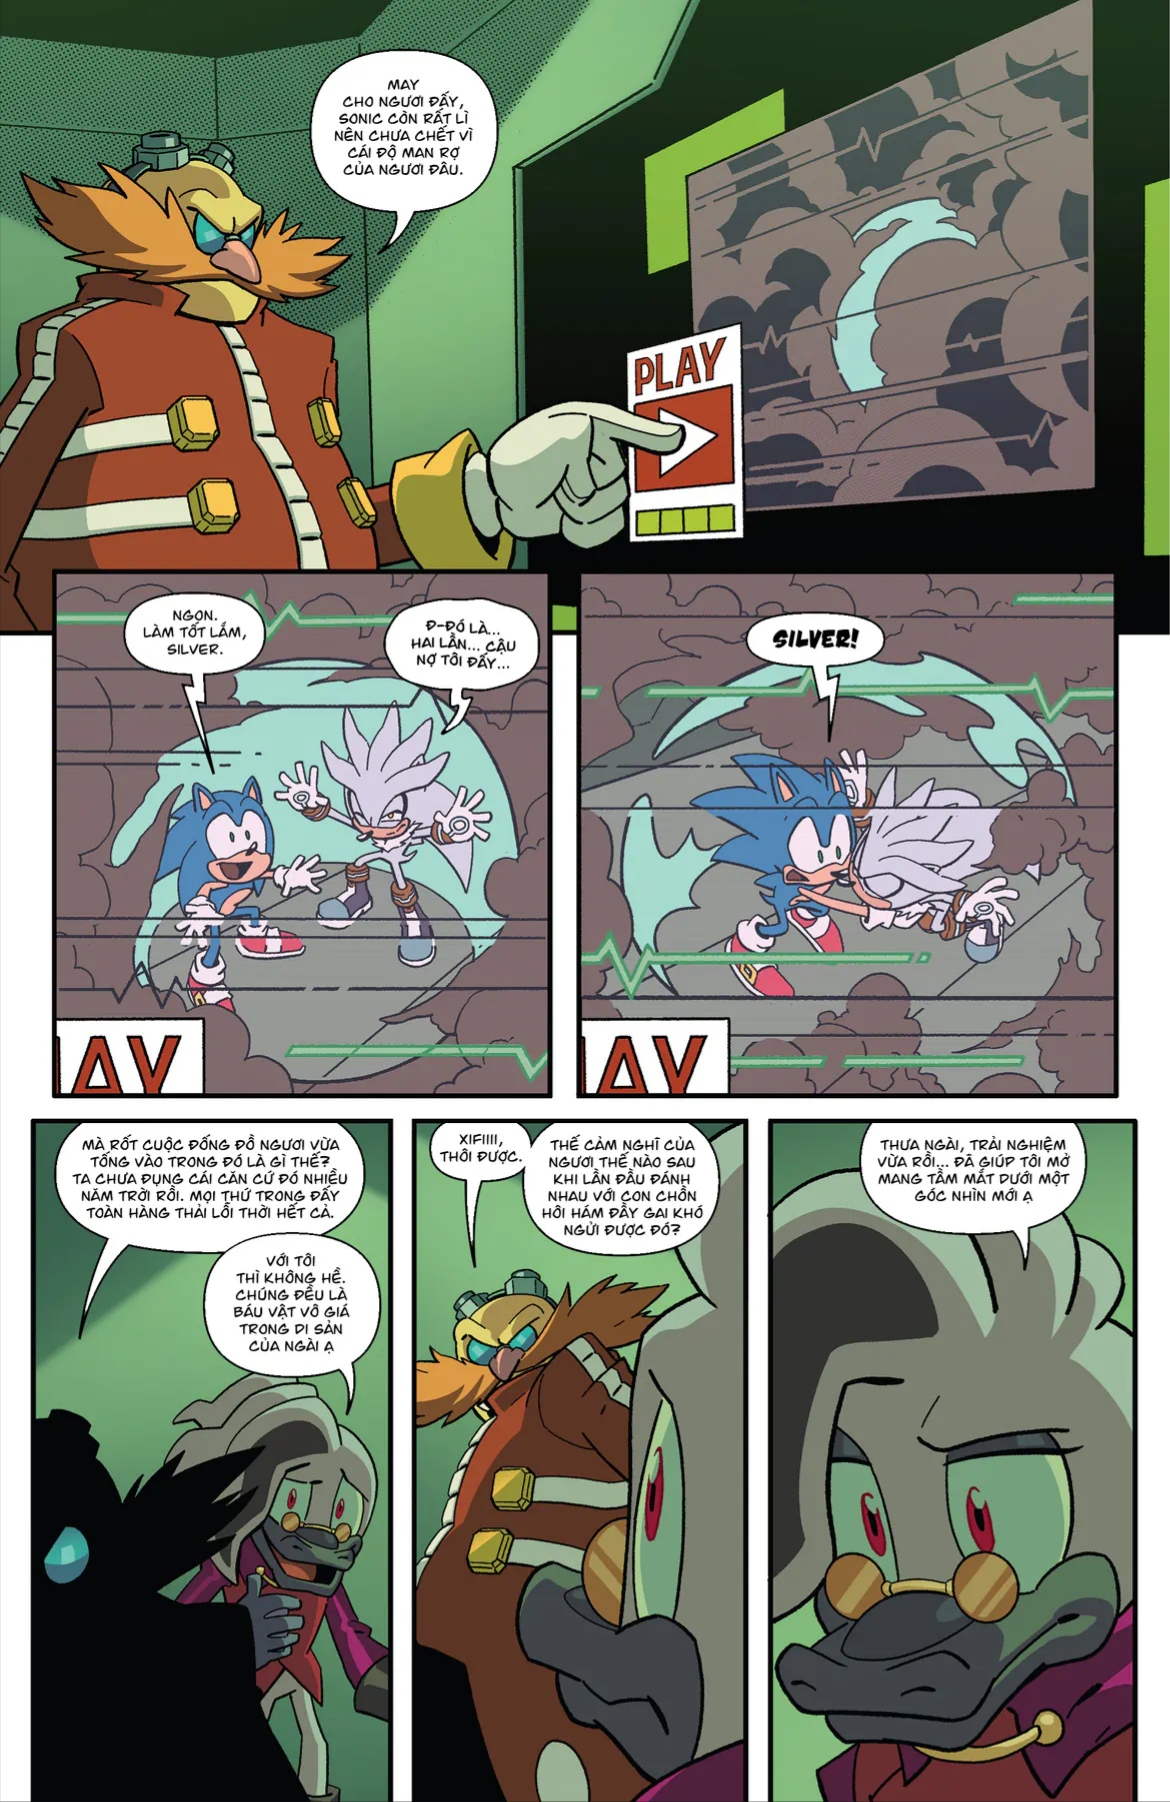 MAY
CHO NGƯƠI ĐẤY,
SONIC CÒN RẤT LÌ
NÊN CHƯA CHẾT VÌ
CÁI ĐỘ MAN RỢ
CỦA NGƯƠI ĐÂU.
PLAY
NGON.
LÀM TỐT LẮM,
SILVER.
Đ-ĐÓ LÀ...
HAI LẦN... CẬU
NỢ TÔI ĐẤY...
AY
SILVER!
AY
MÀ RỐT CUỘC ĐỐNG ĐỒ NGƯƠI VỪA
TỐNG VÀO TRONG ĐÓ LÀ GÌ THẾ?
TA CHƯA ĐỤNG CÁI CĂN CỨ ĐÓ NHIỀU
NĂM TRỜI RỒI. MỌI THỨ TRONG ĐẤY
TOÀN HÀNG THẢI LỖI THỜI HẾT CẢ.
VỚI TÔI
THÌ KHÔNG HỀ.
CHÚNG ĐỀU LÀ
BÁU VẬT VÔ GIÁ
TRONG DI SẢN
CỦA NGÀI Ạ
XIFIIII,
THÔI ĐƯỢC.
THẾ CẢM NGHĨ CỦA
NGƯƠI THẾ NÀO SAU
KHI LẦN ĐẦU ĐÁNH
NHAU VỚI CON CHỒN
HÔI HÁM ĐẦY GAI KHÓ
NGỬI ĐƯỢC ĐÓ?
THƯA NGÀI, TRẢI NGHIỆM
VỪA RỒI... ĐÃ GIÚP TÔI MỞ
MANG TẦM MẮT DƯỚI MỘT
GÓC NHÌN MỚI Ạ